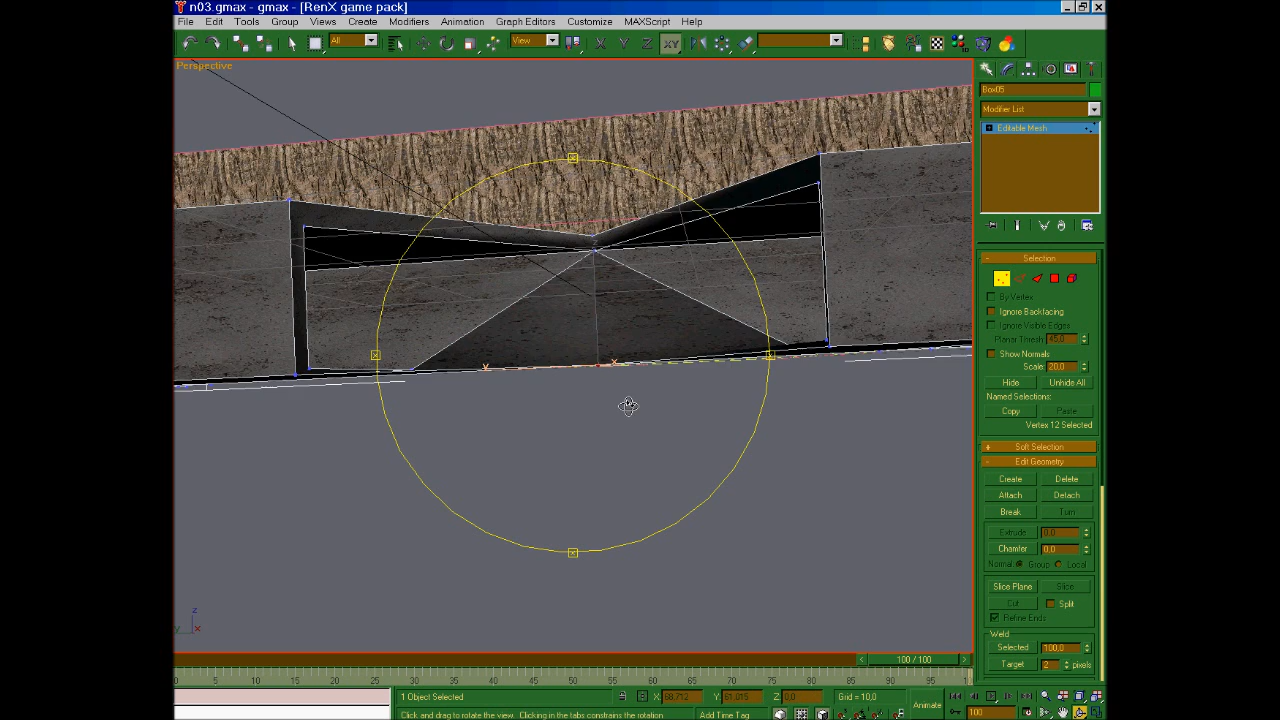 n03.gmax - gmax - [RenX game pack]
File Edit Tools Group Views Create Modifiers Animation Graph Editors Customize MAXScript Help
All View XY
Perspective
Box05
Modifier List
Editable Mesh
- Selection
By Vertex
Ignore Backfacing
Ignore Visible Edges
Planar Thresh: 45,0
Show Normals
Scale: 20,0
Hide Unhide All
Named Selections:
Copy Paste
Vertex 12 Selected
+ Soft Selection
- Edit Geometry
Create Delete
Attach Detach
Break Turn
Extrude 0,0
Chamfer 0,0
Normal: Group Local
Slice Plane Slice
Cut Split
Refine Ends
Weld
Selected 100,0
Target 2 pixels
z
y x
< 100 / 100 >
0 5 10 15 20 25 30 35 40 45 50 55 60 65 70 75 80 85 90 95
1 Object Selected X: Y: 51,015 Z: 0,0 Grid = 10,0
Click and drag to rotate the view. Clicking in the tabs constrains the rotation Add Time Tag
Animate
100